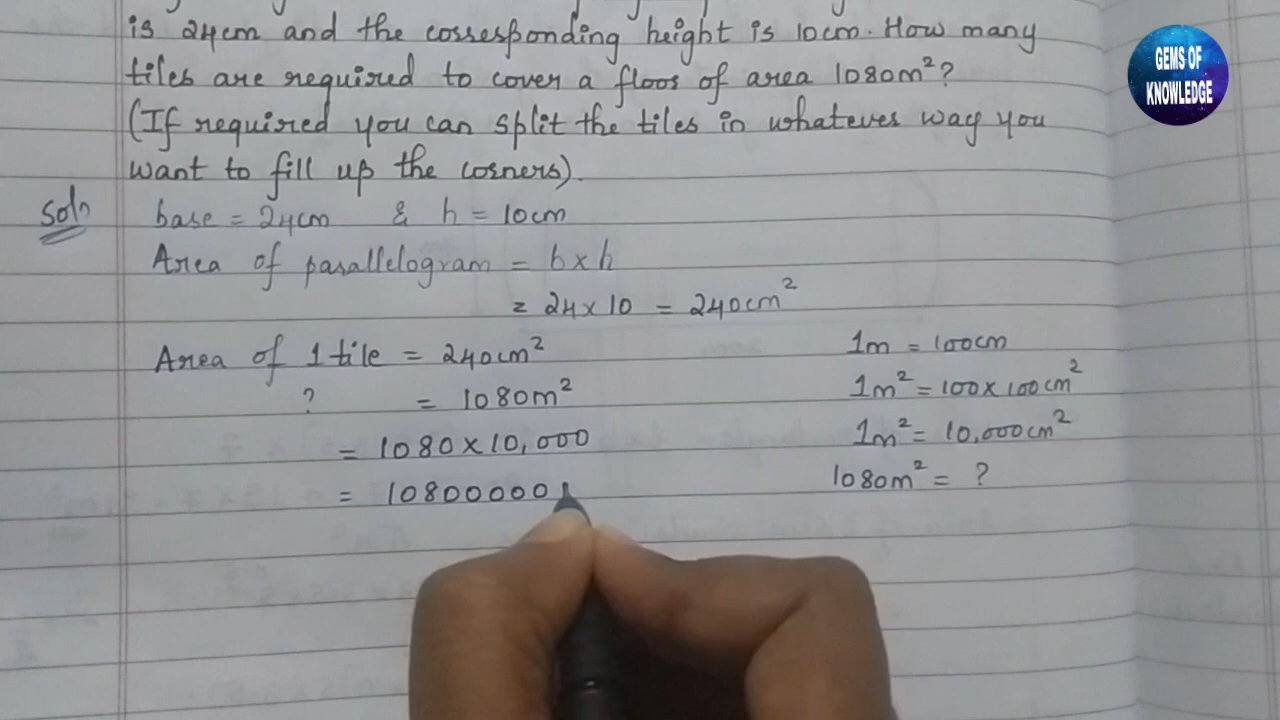 is 24cm and the corresponding height is 10cm. How many
tiles are required to cover a floor of area 1080m²?
(If required you can split the tiles in whatever way you
want to fill up the corners).
Soln base = 24cm & h = 10cm
Area of parallelogram = b×h
= 24×10 = 240cm²
Area of 1 tile = 240cm²
? = 1080m²
= 1080×10,000
= 10800000
1m = 100cm
1m² = 100×100cm²
1m² = 10,000cm²
1080m² = ?
GEMS OF
KNOWLEDGE